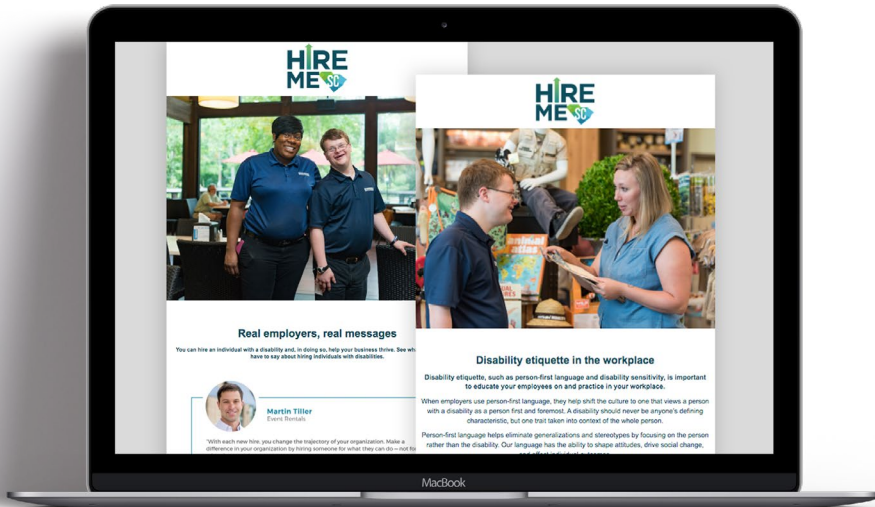 HIRE
ME SC
Real employers, real messages
You can hire an individual with a disability and, in doing so, help your business thrive. See
have to say about hiring individuals with disabilities.
Martin Tiller
Event Rentals
"With each new hire, you change the trajectory of your organization. Make a
difference in your organization by hiring someone for what they can do – not
HIRE
ME SC
animal
atlas
Disability etiquette in the workplace
Disability etiquette, such as person-first language and disability sensitivity, is important
to educate your employees on and practice in your workplace.
When employers use person-first language, they help shift the culture to one that views a person
with a disability as a person first and foremost. A disability should never be anyone's defining
characteristic, but one trait taken into context of the whole person.
Person-first language helps eliminate generalizations and stereotypes by focusing on the person
rather than the disability. Our language has the ability to shape attitudes, drive social change,
MacBook